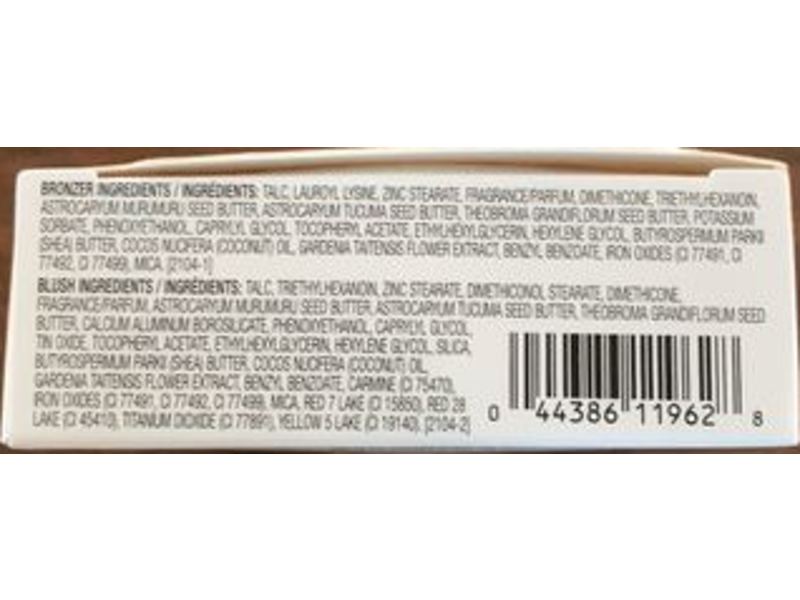 BRONZER INGREDIENTS / INGRÉDIENTS: TALC, LAUROYL LYSINE, ZINC STEARATE, FRAGRANCE/PARFUM, DIMETHICONE, TRIETHYLHEXANOIN,
ASTROCARYUM MURUMURU SEED BUTTER, ASTROCARYUM TUCUMA SEED BUTTER, THEOBROMA GRANDIFLORUM SEED BUTTER, POTASSIUM
SORBATE, PHENOXYETHANOL, CAPRYLYL GLYCOL, TOCOPHERYL ACETATE, ETHYLHEXYLGLYCERIN, HEXYLENE GLYCOL, BUTYROSPERMUM PARKII
(SHEA) BUTTER, COCOS NUCIFERA (COCONUT) OIL, GARDENIA TAITENSIS FLOWER EXTRACT, BENZYL BENZOATE, IRON OXIDES (CI 77491, CI
77492, CI 77499), MICA. [2104-1]
BLUSH INGREDIENTS / INGRÉDIENTS: TALC, TRIETHYLHEXANOIN, ZINC STEARATE, DIMETHICONOL STEARATE, DIMETHICONE,
FRAGRANCE/PARFUM, ASTROCARYUM MURUMURU SEED BUTTER, ASTROCARYUM TUCUMA SEED BUTTER, THEOBROMA GRANDIFLORUM SEED
BUTTER, CALCIUM ALUMINUM BOROSILICATE, PHENOXYETHANOL, CAPRYLYL GLYCOL,
TIN OXIDE, TOCOPHERYL ACETATE, ETHYLHEXYLGLYCERIN, HEXYLENE GLYCOL, SILICA,
BUTYROSPERMUM PARKII (SHEA) BUTTER, COCOS NUCIFERA (COCONUT) OIL,
GARDENIA TAITENSIS FLOWER EXTRACT, BENZYL BENZOATE, CARMINE (CI 75470),
IRON OXIDES (CI 77491, CI 77492, CI 77499), MICA, RED 7 LAKE (CI 15850), RED 28
LAKE (CI 45410), TITANIUM DIOXIDE (CI 77891), YELLOW 5 LAKE (CI 19140). [2104-2]
0 44386 11962 8